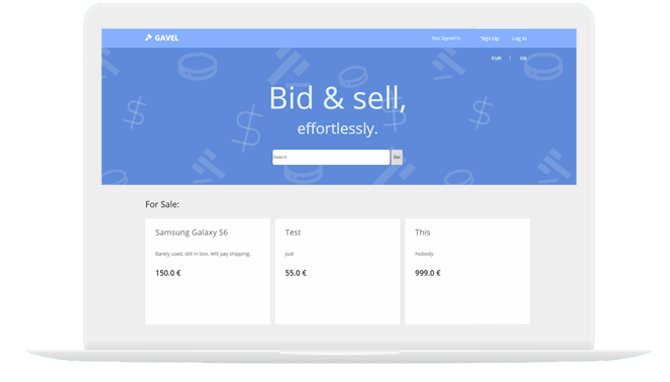 GAVEL
Not Signed In Sign Up Log In
EUR | EN
Bid & sell,
effortlessly.
Search Go!
For Sale:
Samsung Galaxy S6
Barely used, still in box. Will pay shipping.
150.0 €
Test
Just
55.0 €
This
Nobody
999.0 €